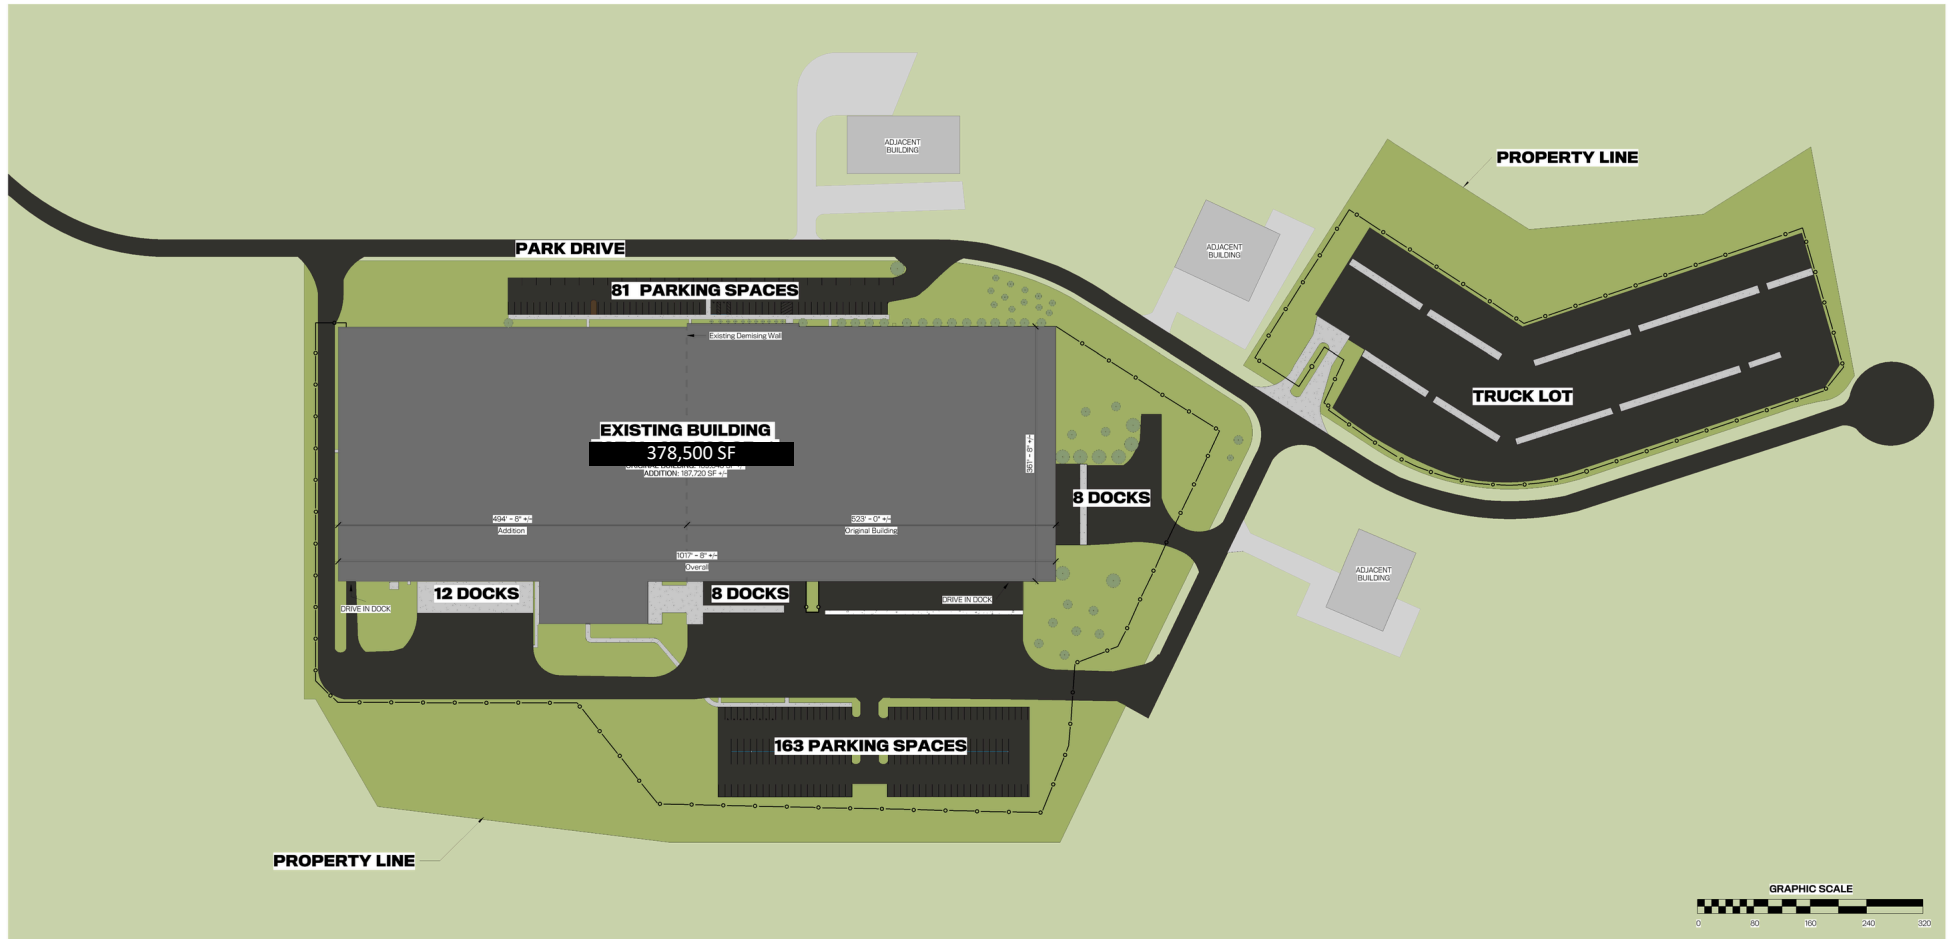 ADJACENT
BUILDING
PROPERTY LINE
PARK DRIVE
ADJACENT
BUILDING
81 PARKING SPACES
Existing Demising Wall
TRUCK LOT
EXISTING BUILDING
378,500 SF
ADDITION: 187,720 SF +/-
361' - 8" +/-
8 DOCKS
494' - 8" +/-
Addition
523' - 0" +/-
Original Building
1017' - 8" +/-
Overall
ADJACENT
BUILDING
12 DOCKS
8 DOCKS
DRIVE IN DOCK
DRIVE IN DOCK
163 PARKING SPACES
PROPERTY LINE
GRAPHIC SCALE
0 80 160 240 320